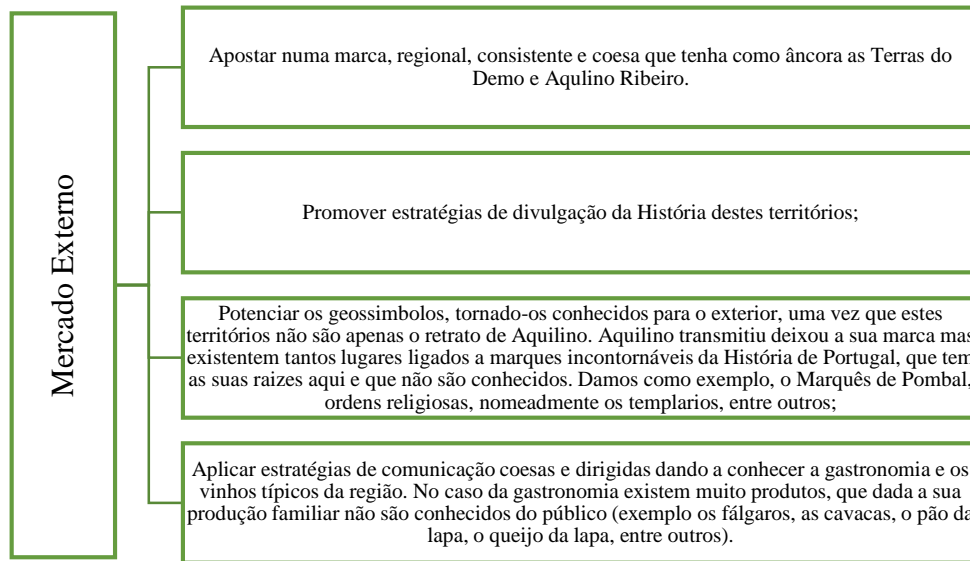 Mercado Externo
Apostar numa marca, regional, consistente e coesa que tenha como âncora as Terras do
Demo e Aqulino Ribeiro.
Promover estratégias de divulgação da História destes territórios;
Potenciar os geossimbolos, tornado-os conhecidos para o exterior, uma vez que estes
territórios não são apenas o retrato de Aquilino. Aquilino transmitiu deixou a sua marca mas
existentem tantos lugares ligados a marques incontornáveis da História de Portugal, que tem
as suas raizes aqui e que não são conhecidos. Damos como exemplo, o Marquês de Pombal,
ordens religiosas, nomeadmente os templarios, entre outros;
Aplicar estratégias de comunicação coesas e dirigidas dando a conhecer a gastronomia e os
vinhos típicos da região. No caso da gastronomia existem muito produtos, que dada a sua
produção familiar não são conhecidos do público (exemplo os fálgaros, as cavacas, o pão da
lapa, o queijo da lapa, entre outros).